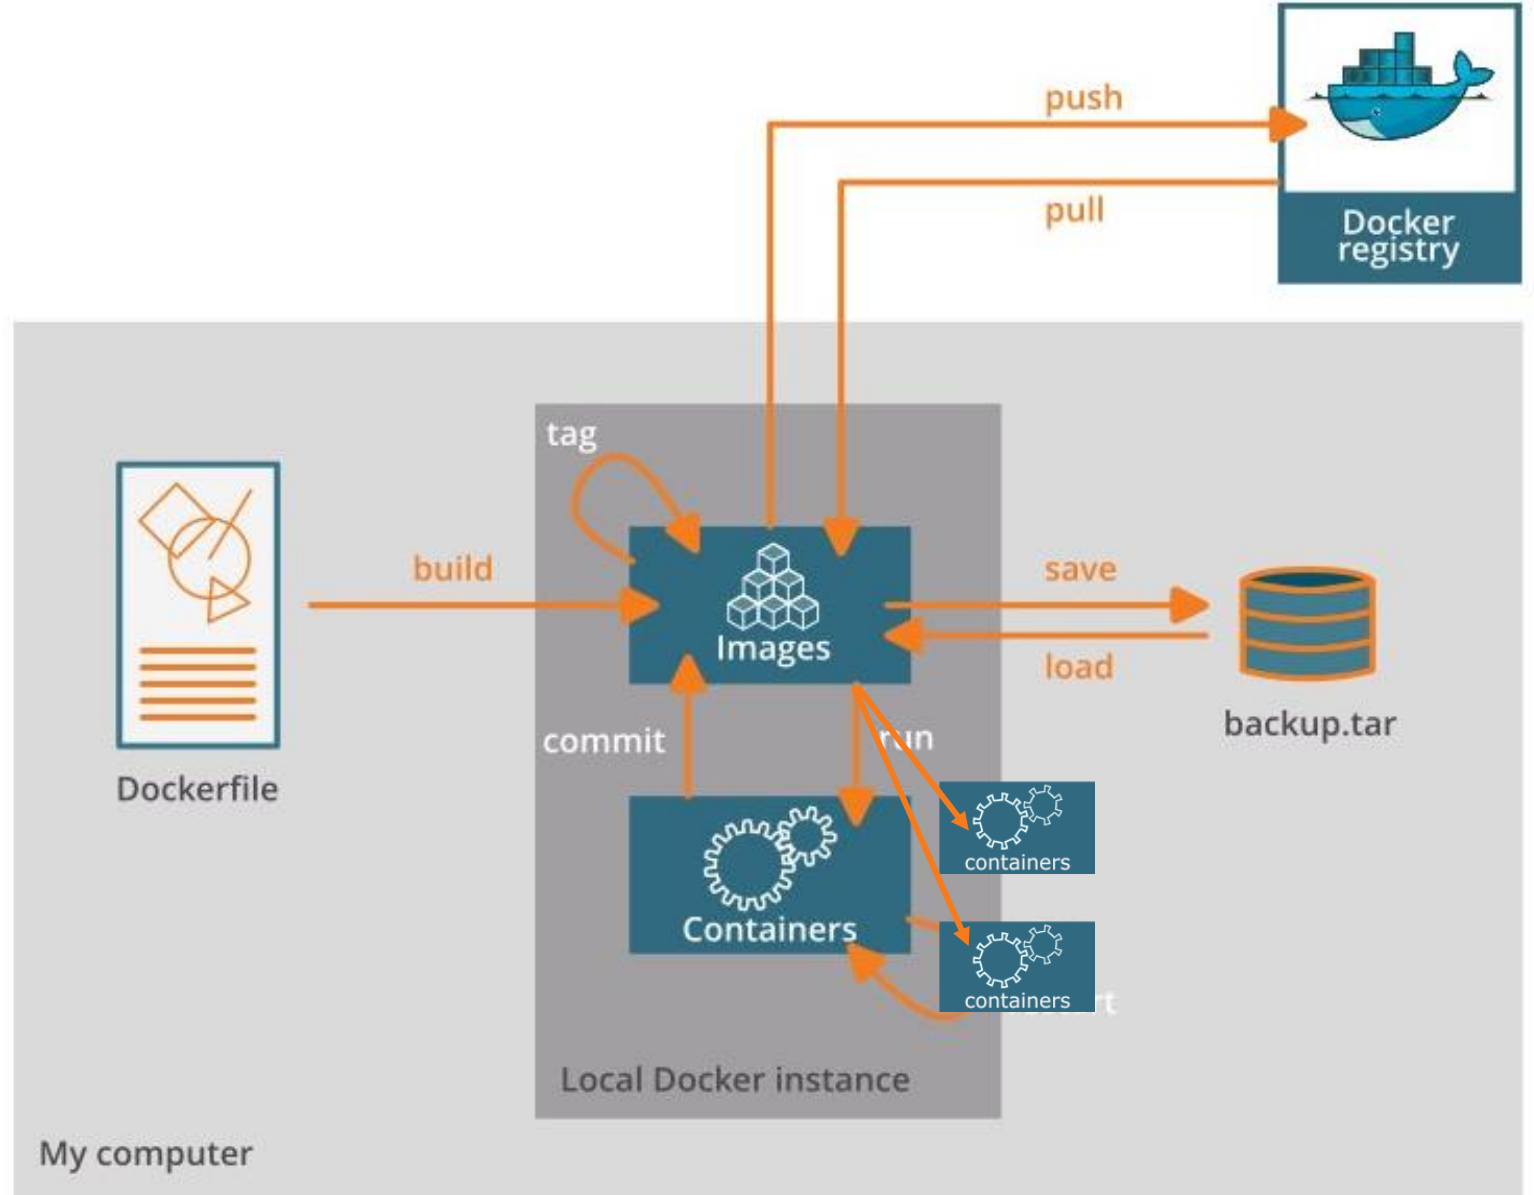 push
pull
Docker
registry
tag
build
Images
save
load
backup.tar
commit
run
Dockerfile
containers
Containers
containers
Local Docker instance
My computer